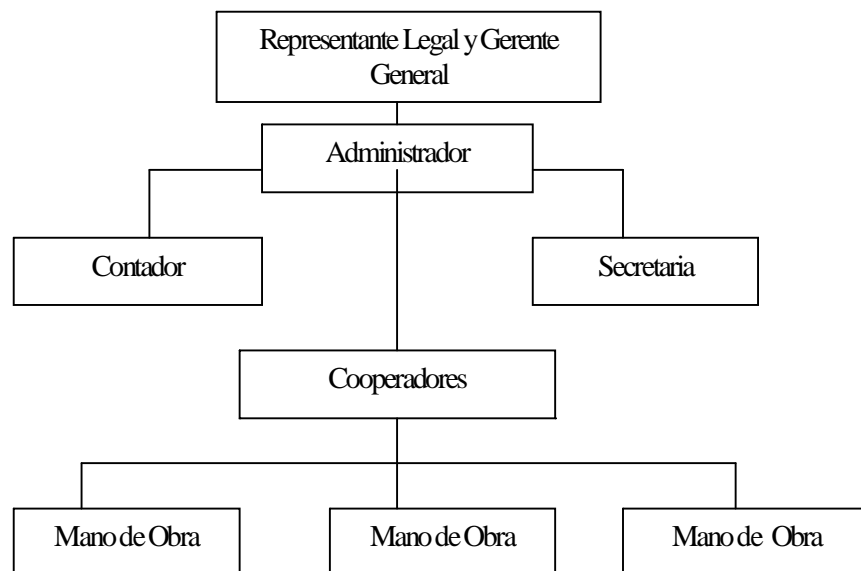 Representante Legal y Gerente
General
Administrador
Contador
Secretaria
Cooperadores
Mano de Obra
Mano de Obra
Mano de Obra